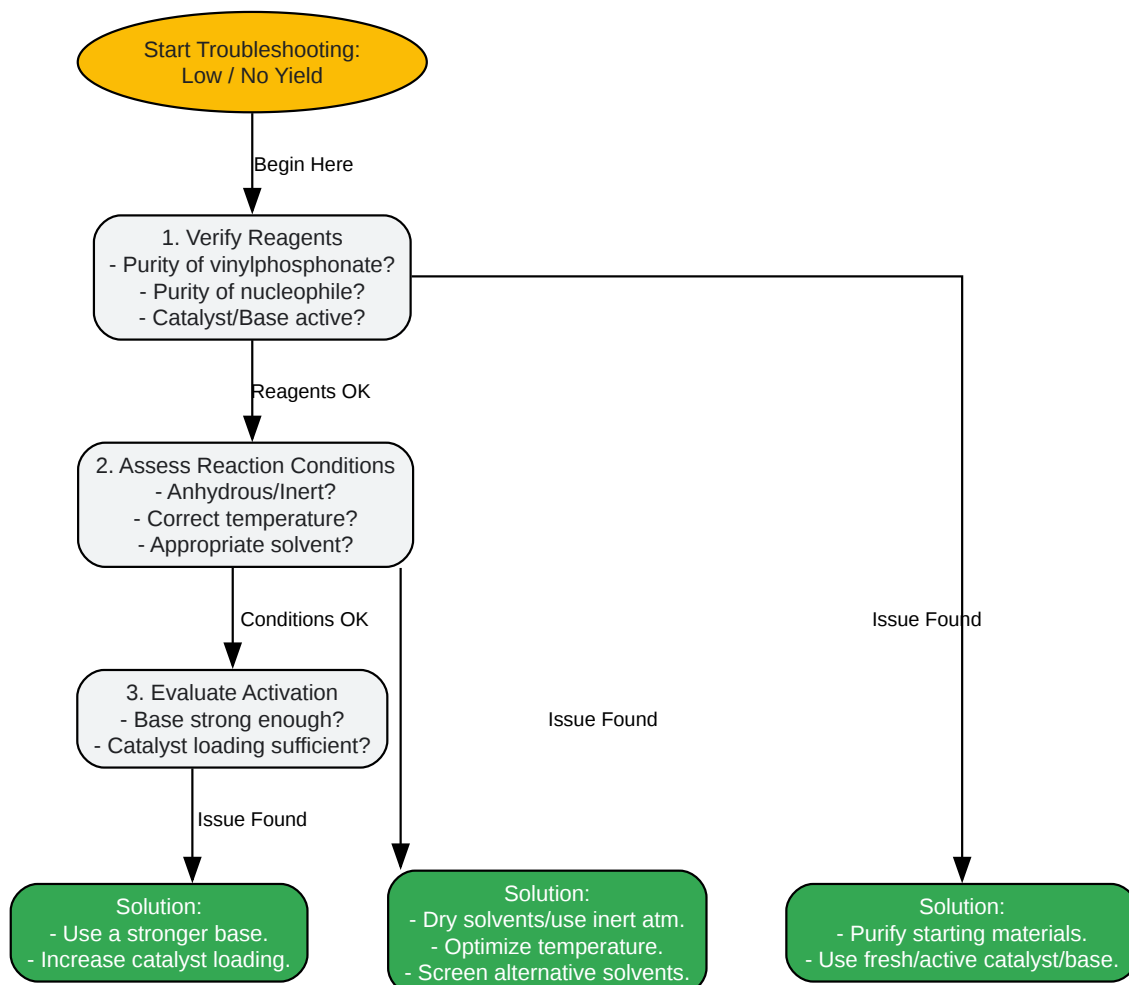 Start Troubleshooting:
Low / No Yield
Begin Here
1. Verify Reagents
- Purity of vinylphosphonate?
- Purity of nucleophile?
- Catalyst/Base active?
Reagents OK
2. Assess Reaction Conditions
- Anhydrous/Inert?
- Correct temperature?
- Appropriate solvent?
Conditions OK
Issue Found
3. Evaluate Activation
- Base strong enough?
- Catalyst loading sufficient?
Issue Found
Issue Found
Solution:
- Use a stronger base.
- Increase catalyst loading.
Solution:
- Dry solvents/use inert atm.
- Optimize temperature.
- Screen alternative solvents.
Solution:
- Purify starting materials.
- Use fresh/active catalyst/base.